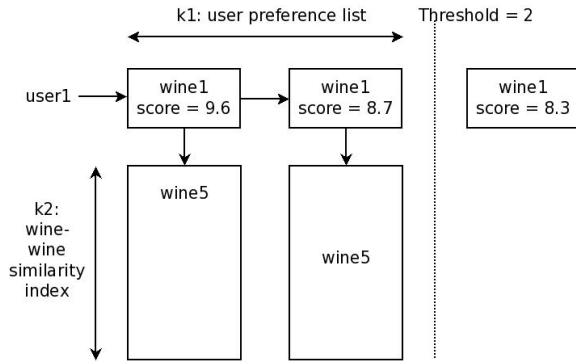 k1: user preference list
Threshold = 2
user1
wine1
score = 9.6
wine1
score = 8.7
wine1
score = 8.3
k2:
wine-
wine
similarity
index
wine5
wine5